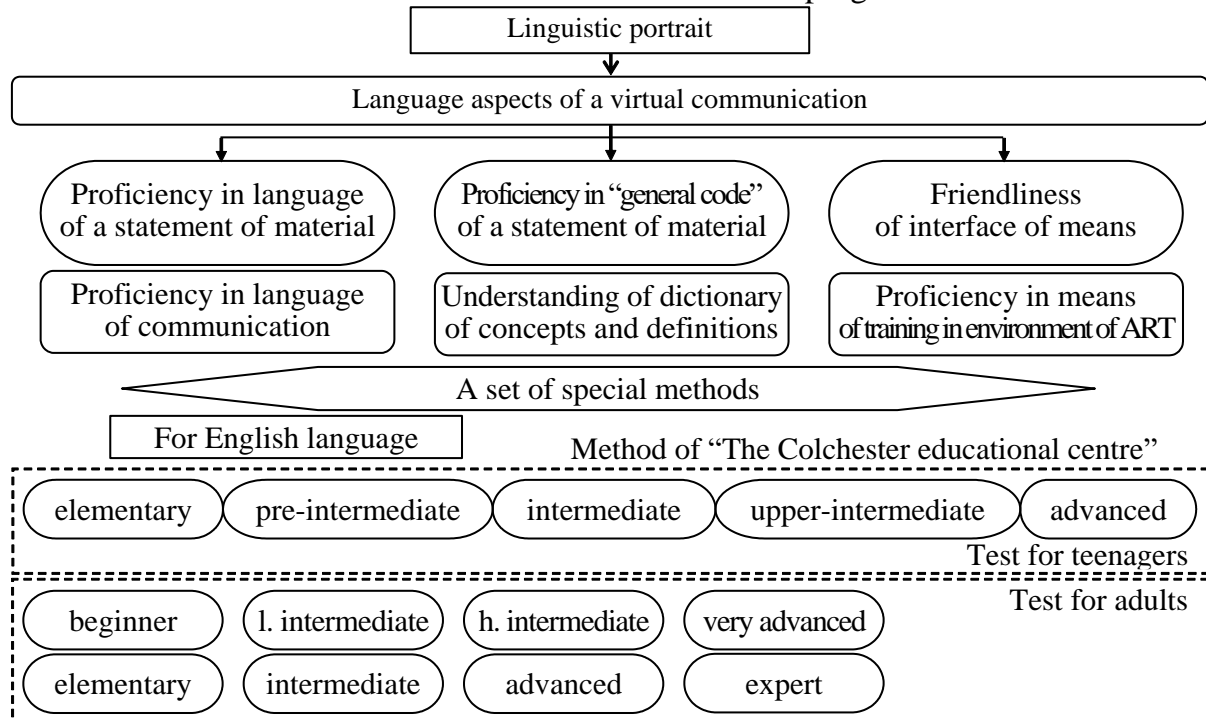 Linguistic portrait
Language aspects of a virtual communication
Proficiency in language
of a statement of material
Proficiency in “general code”
of a statement of material
Friendliness
of interface of means
Proficiency in language
of communication
Understanding of dictionary
of concepts and definitions
Proficiency in means
of training in environment of ART
A set of special methods
For English language
Method of “The Colchester educational centre”
elementary
pre-intermediate
intermediate
upper-intermediate
advanced
Test for teenagers
Test for adults
beginner
l. intermediate
h. intermediate
very advanced
elementary
intermediate
advanced
expert